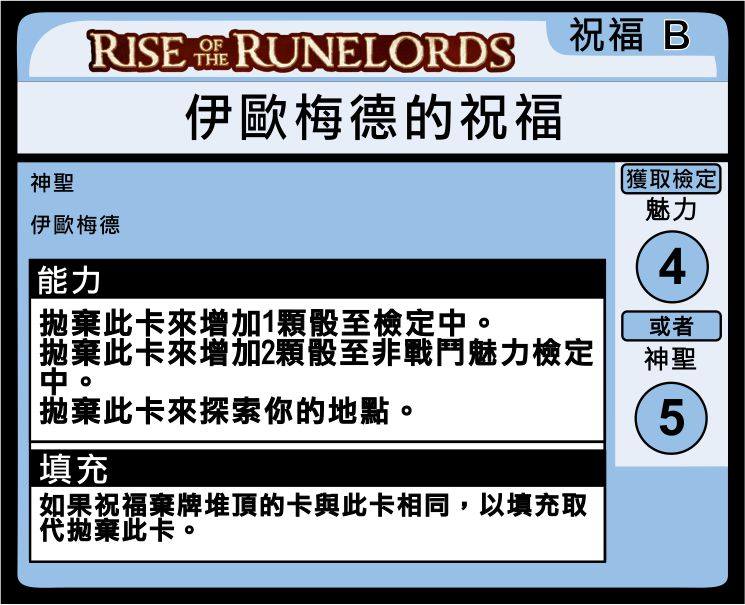 RISE OF THE RUNELORDS
祝福 B
伊歐梅德的祝福
神聖
伊歐梅德
獲取檢定
魅力
4
或者
神聖
5
能力
拋棄此卡來增加1顆骰至檢定中。
拋棄此卡來增加2顆骰至非戰鬥魅力檢定
中。
拋棄此卡來探索你的地點。
填充
如果祝福棄牌堆頂的卡與此卡相同，以填充取
代拋棄此卡。